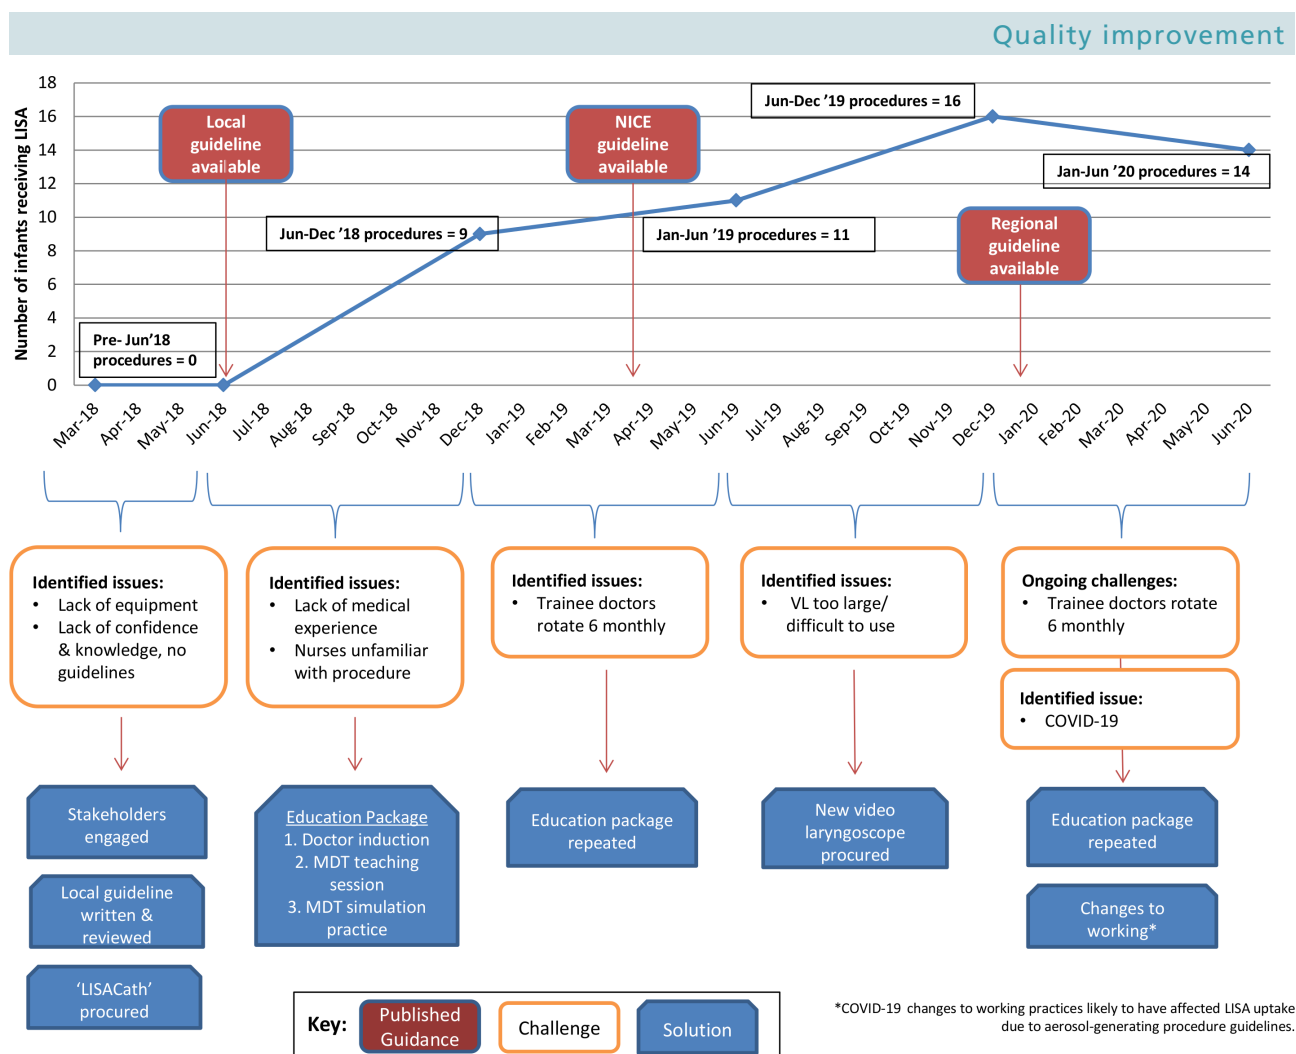 Quality improvement
Number of infants receiving LISA
18
16
14
12
10
8
6
4
2
0
Local
guideline
available
NICE
guideline
available
Regional
guideline
available
Pre- Jun’18
procedures = 0
Jun-Dec ’18 procedures = 9
Jan-Jun ’19 procedures = 11
Jun-Dec ’19 procedures = 16
Jan-Jun ’20 procedures = 14
Mar-18
Apr-18
May-18
Jun-18
Jul-18
Aug-18
Sep-18
Oct-18
Nov-18
Dec-18
Jan-19
Feb-19
Mar-19
Apr-19
May-19
Jun-19
Jul-19
Aug-19
Sep-19
Oct-19
Nov-19
Dec-19
Jan-20
Feb-20
Mar-20
Apr-20
May-20
Jun-20
Identified issues:
• Lack of equipment
• Lack of confidence
& knowledge, no
guidelines
Identified issues:
• Lack of medical
experience
• Nurses unfamiliar
with procedure
Identified issues:
• Trainee doctors
rotate 6 monthly
Identified issues:
• VL too large/
difficult to use
Ongoing challenges:
• Trainee doctors rotate
6 monthly
Identified issue:
• COVID-19
Stakeholders
engaged
Local guideline
written &
reviewed
‘LISACath’
procured
Education Package
1. Doctor induction
2. MDT teaching
session
3. MDT simulation
practice
Education package
repeated
New video
laryngoscope
procured
Education package
repeated
Changes to
working*
Key:
Published
Guidance
Challenge
Solution
*COVID-19 changes to working practices likely to have affected LISA uptake
due to aerosol-generating procedure guidelines.